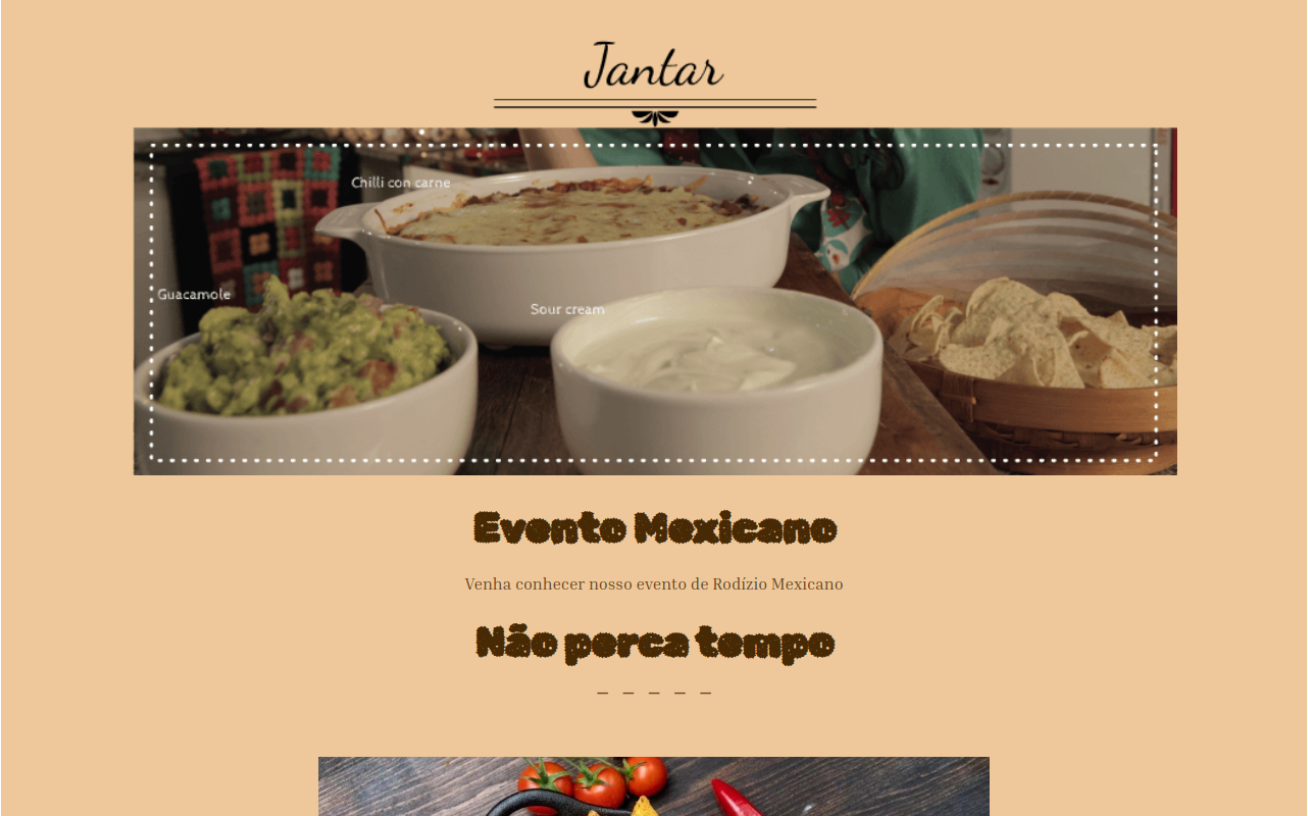 Jantar
Chilli con carne
Guacamole
Sour cream
Evento Mexicano
Venha conhecer nosso evento de Rodízio Mexicano
Não perca tempo